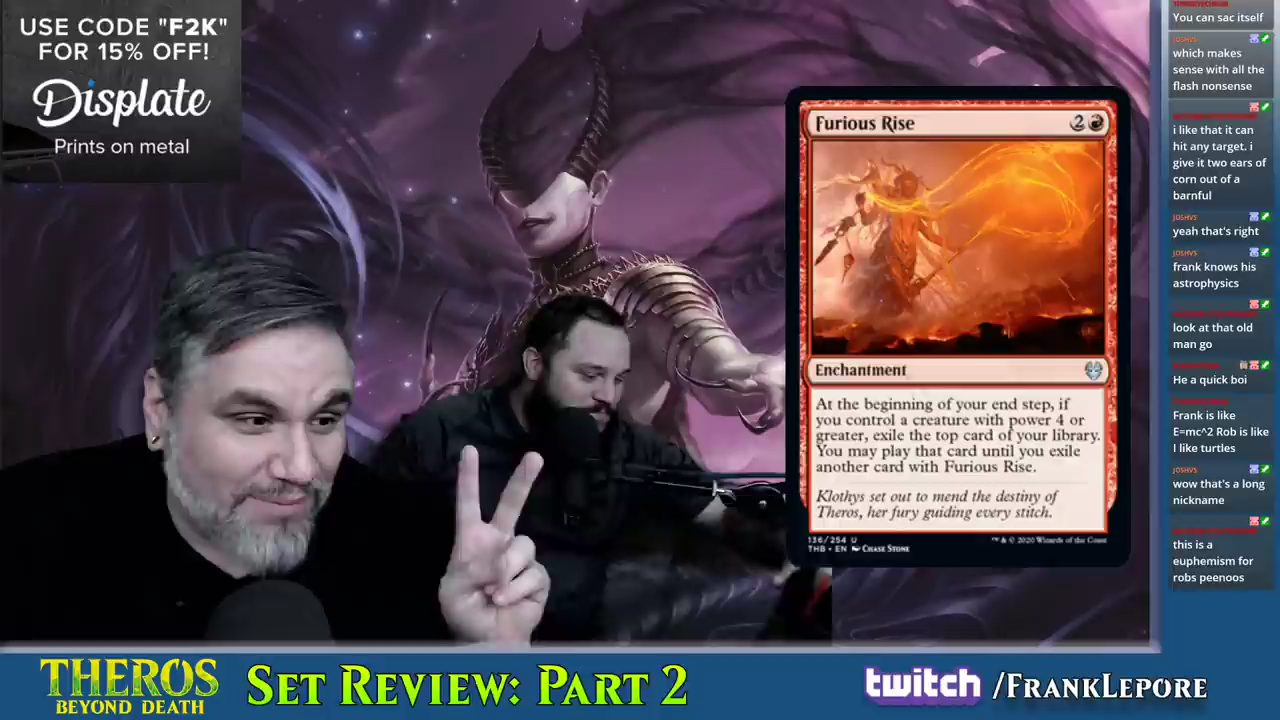 USE CODE "F2K"
FOR 15% OFF!
Displate
Prints on metal
Furious Rise
2
Enchantment
At the beginning of your end step, if
you control a creature with power 4 or
greater, exile the top card of your library.
You may play that card until you exile
another card with Furious Rise.
Klothys set out to mend the destiny of
Theros, her fury guiding every stitch.
136/254 U
THB • EN CHASE STONE
™ & © 2020 Wizards of the Coast
You can sac itself
JOSHVS
which makes
sense with all the
flash nonsense
i like that it can
hit any target. i
give it two ears of
corn out of a
barnful
JOSHVS
yeah that's right
JOSHVS
frank knows his
astrophysics
look at that old
man go
He a quick boi
Frank is like
E=mc^2 Rob is like
I like turtles
JOSHVS
wow that's a long
nickname
this is a
euphemism for
robs peenoos
THEROS
BEYOND DEATH
SET REVIEW: PART 2
twitch /FRANKLEPORE